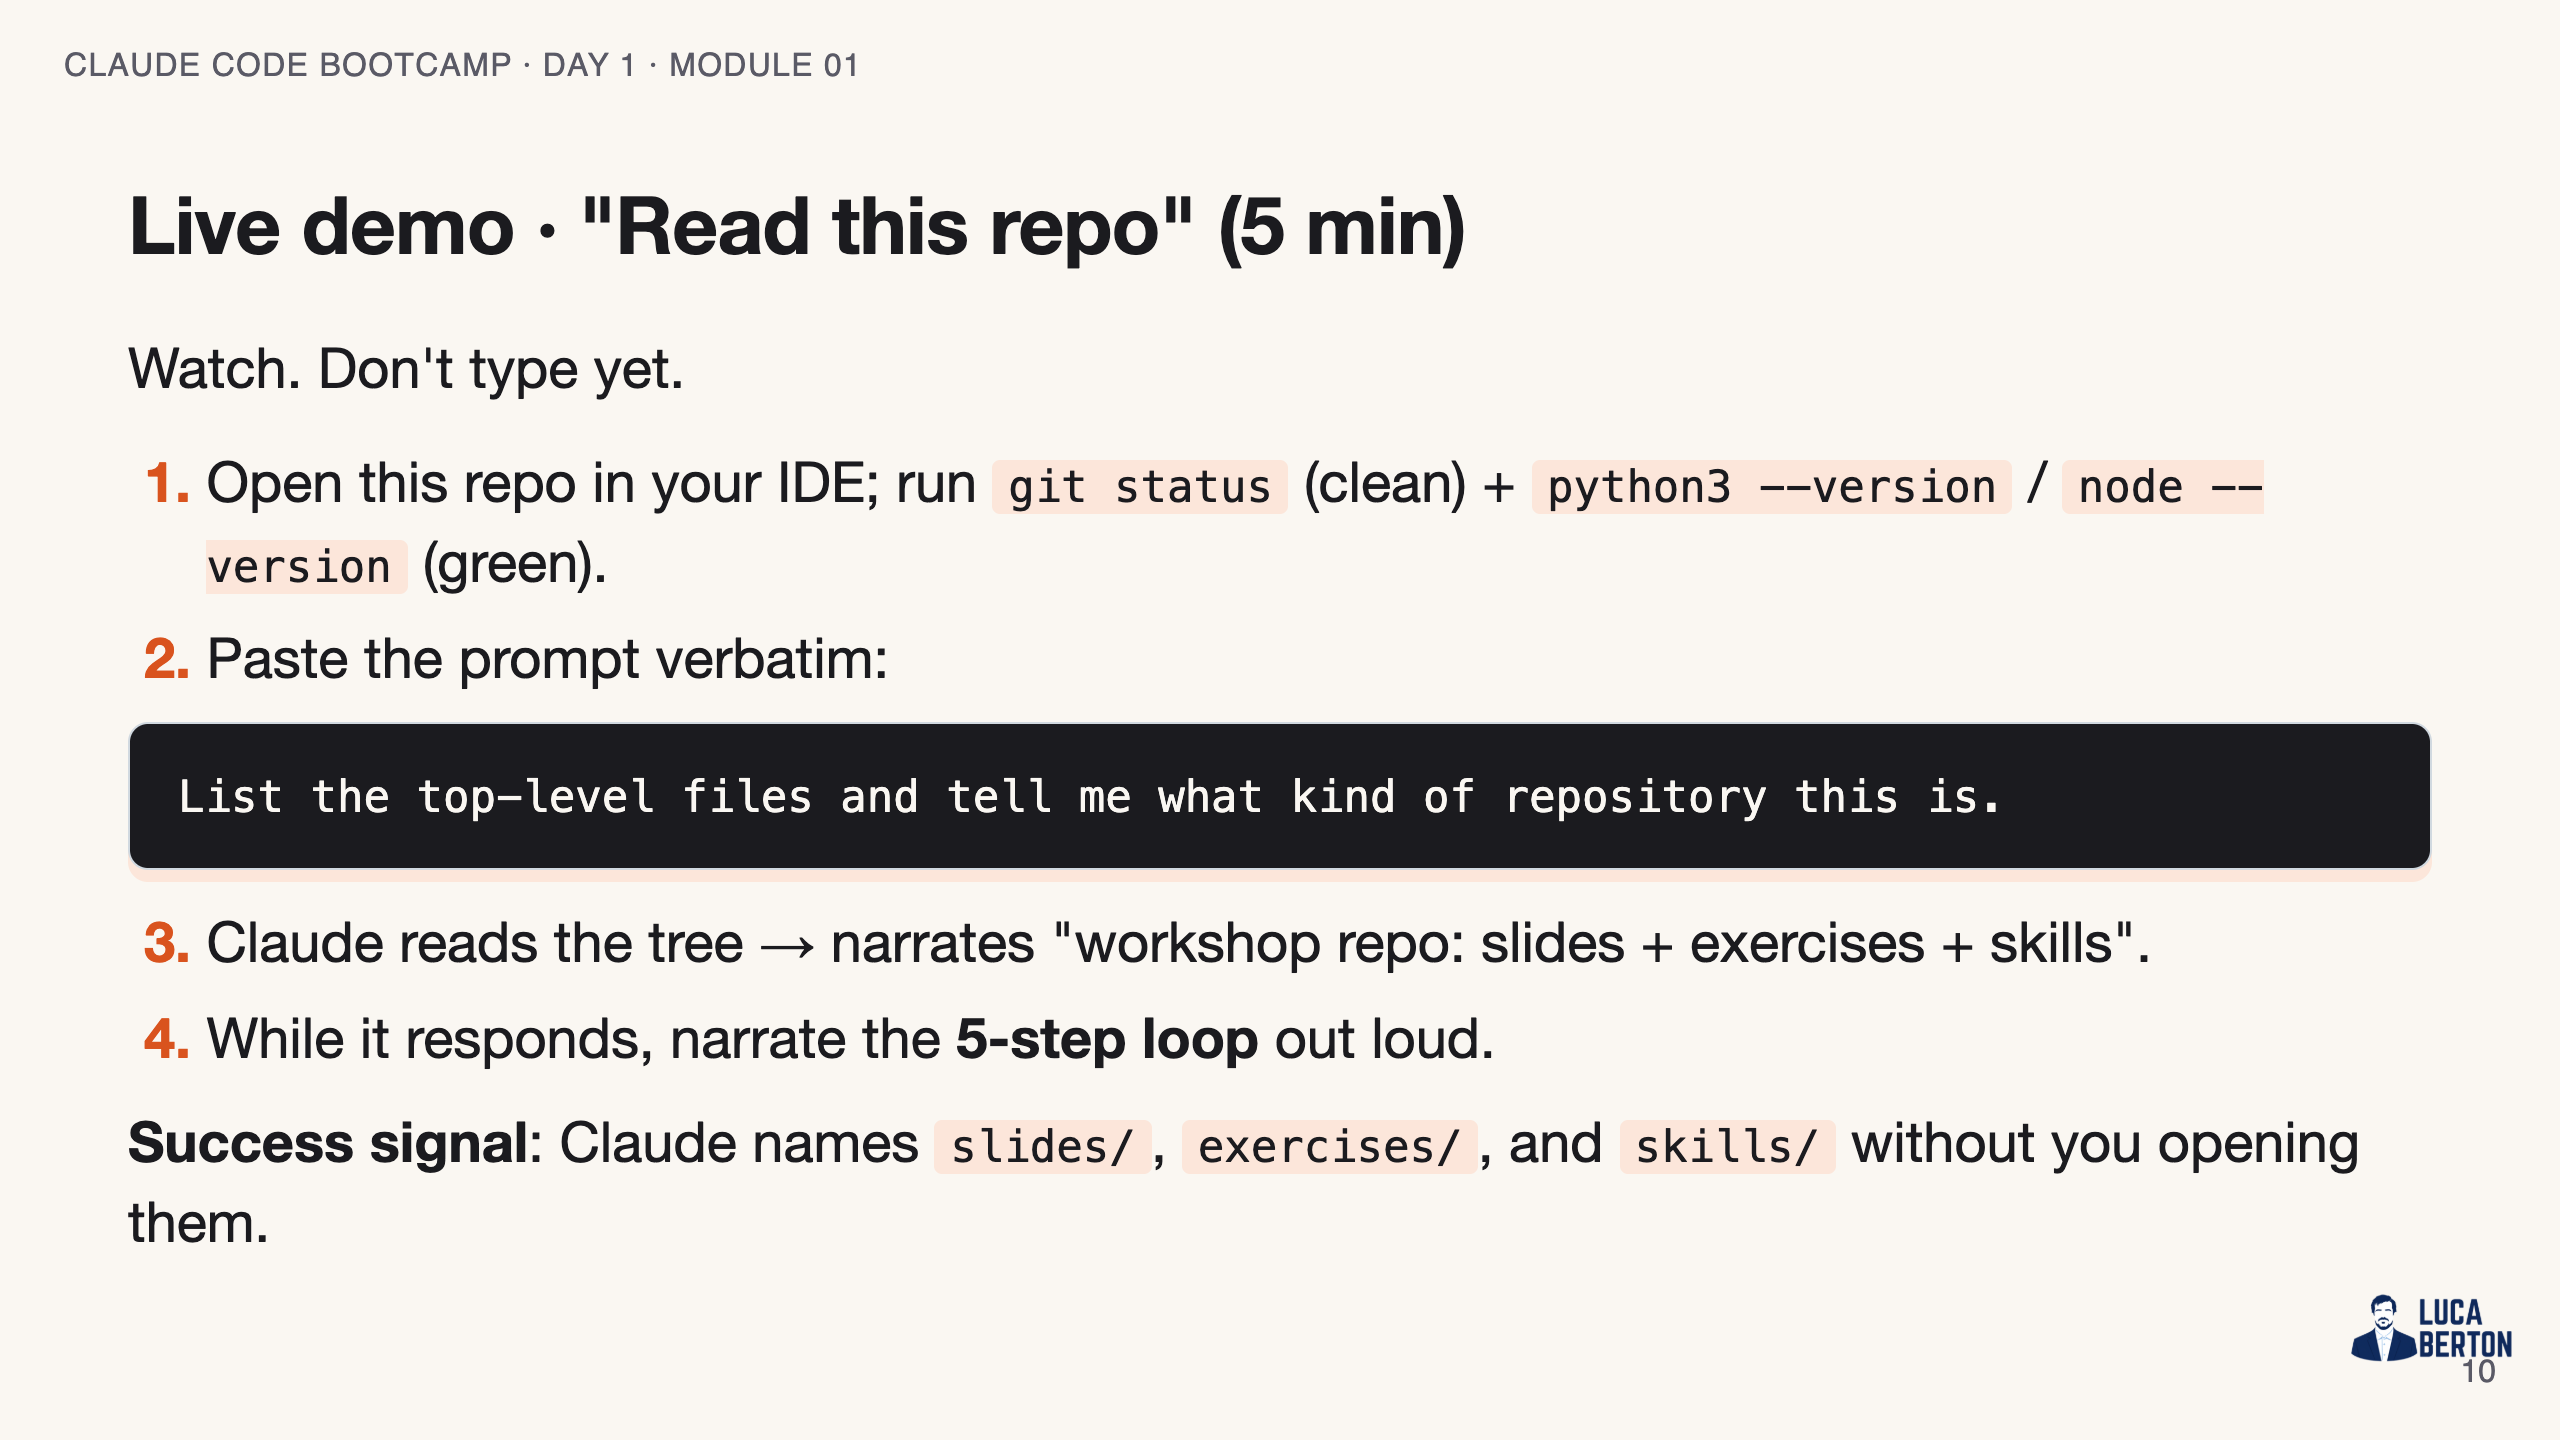 CLAUDE CODE BOOTCAMP · DAY 1 · MODULE 01
Live demo · "Read this repo" (5 min)
Watch. Don't type yet.
1. Open this repo in your IDE; run git status (clean) + python3 --version / node --
version (green).
2. Paste the prompt verbatim:
List the top-level files and tell me what kind of repository this is.
3. Claude reads the tree → narrates "workshop repo: slides + exercises + skills".
4. While it responds, narrate the 5-step loop out loud.
Success signal: Claude names slides/, exercises/, and skills/ without you opening
them.
LUCA
BERTON
10